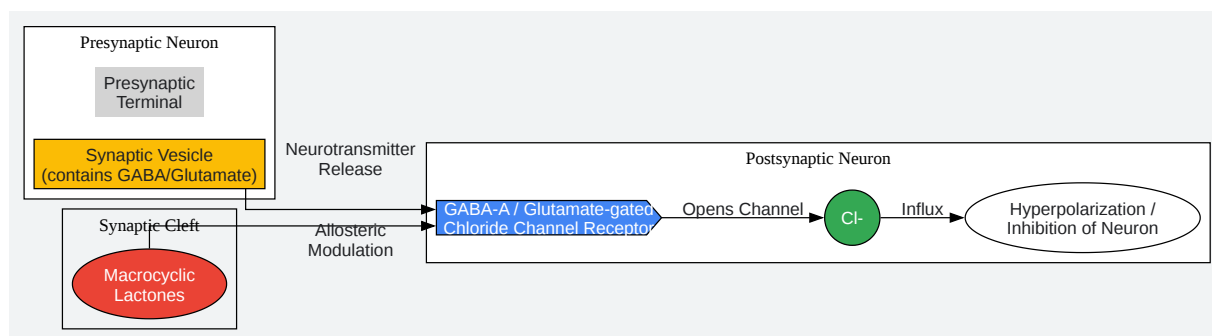 Presynaptic Neuron
Presynaptic
Terminal
Synaptic Vesicle
(contains GABA/Glutamate)
Neurotransmitter
Release
Synaptic Cleft
Macrocyclic
Lactones
Allosteric
Modulation
Postsynaptic Neuron
GABA-A / Glutamate-gated
Chloride Channel Receptor
Opens Channel
Cl-
Influx
Hyperpolarization /
Inhibition of Neuron